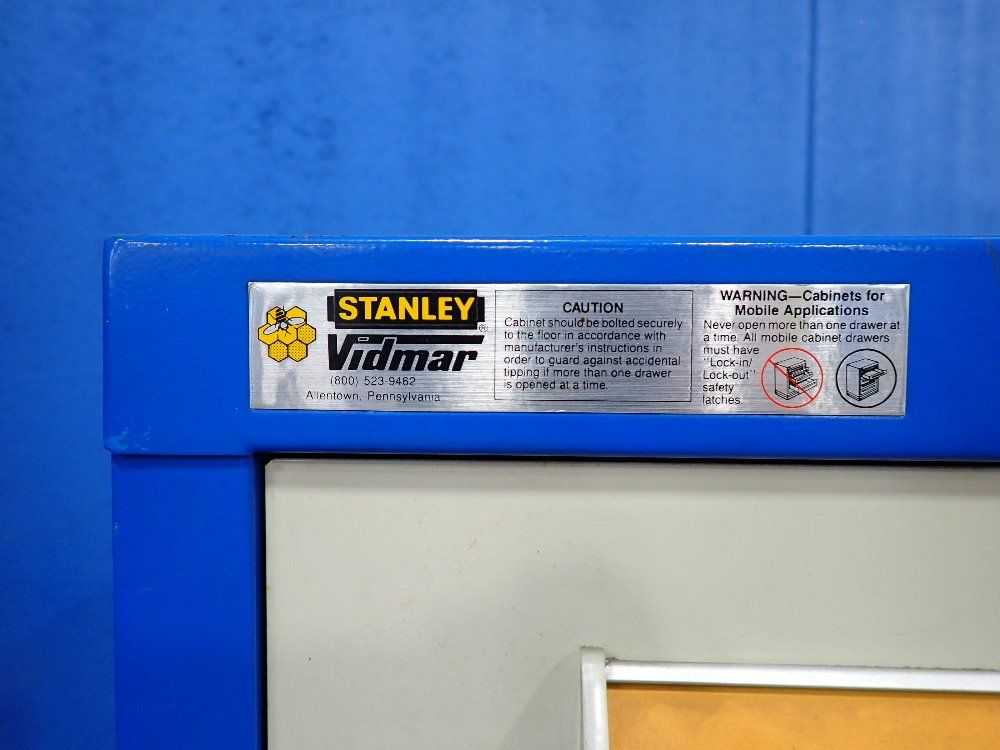 STANLEY
®
Vidmar
(800) 523-9462
Allentown, Pennsylvania
CAUTION
Cabinet should be bolted securely
to the floor in accordance with
manufacturer's instructions in
order to guard against accidental
tipping if more than one drawer
is opened at a time.
WARNING—Cabinets for
Mobile Applications
Never open more than one drawer at
a time. All mobile cabinet drawers
must have
"Lock-in/
Lock-out"
safety
latches.